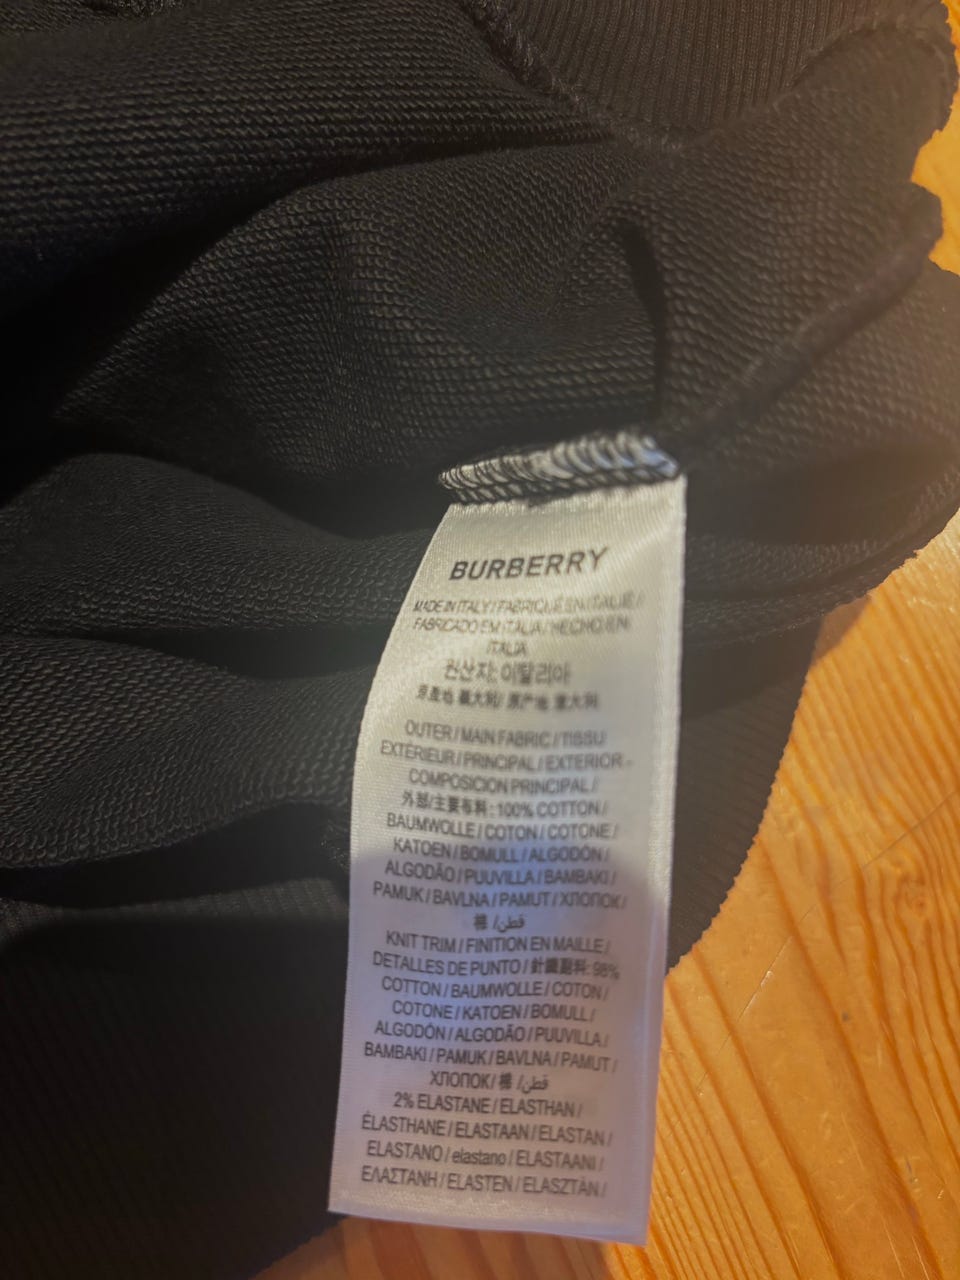 BURBERRY
MADE IN ITALY / FABRIQUÉ EN ITALIE /
FABRICADO EM ITALIA / HECHO EN
ITALIA
원산지: 이탈리아
原產地 義大利/ 原产地 意大利
OUTER / MAIN FABRIC / TISSU
EXTÉRIEUR / PRINCIPAL / EXTERIOR -
COMPOSICION PRINCIPAL /
外部/主要布料: 100% COTTON /
BAUMWOLLE / COTON / COTONE /
KATOEN / BOMULL / ALGODÓN /
ALGODÃO / PUUVILLA / BAMBAKI /
PAMUK / BAVLNA / PAMUT / ХЛОПОК /
棉 / قطن/
KNIT TRIM / FINITION EN MAILLE /
DETALLES DE PUNTO / 針織副料: 98%
COTTON / BAUMWOLLE / COTON /
COTONE / KATOEN / BOMULL /
ALGODÓN / ALGODÃO / PUUVILLA /
BAMBAKI / PAMUK / BAVLNA / PAMUT /
ХЛОПОК / 棉 / قطن/
2% ELASTANE / ELASTHAN /
ÉLASTHANE / ELASTAAN / ELASTAN /
ELASTANO / elastano / ELASTAANI /
ΕΛΑΣΤΑΝΗ / ELASTEN / ELASZTÁN /